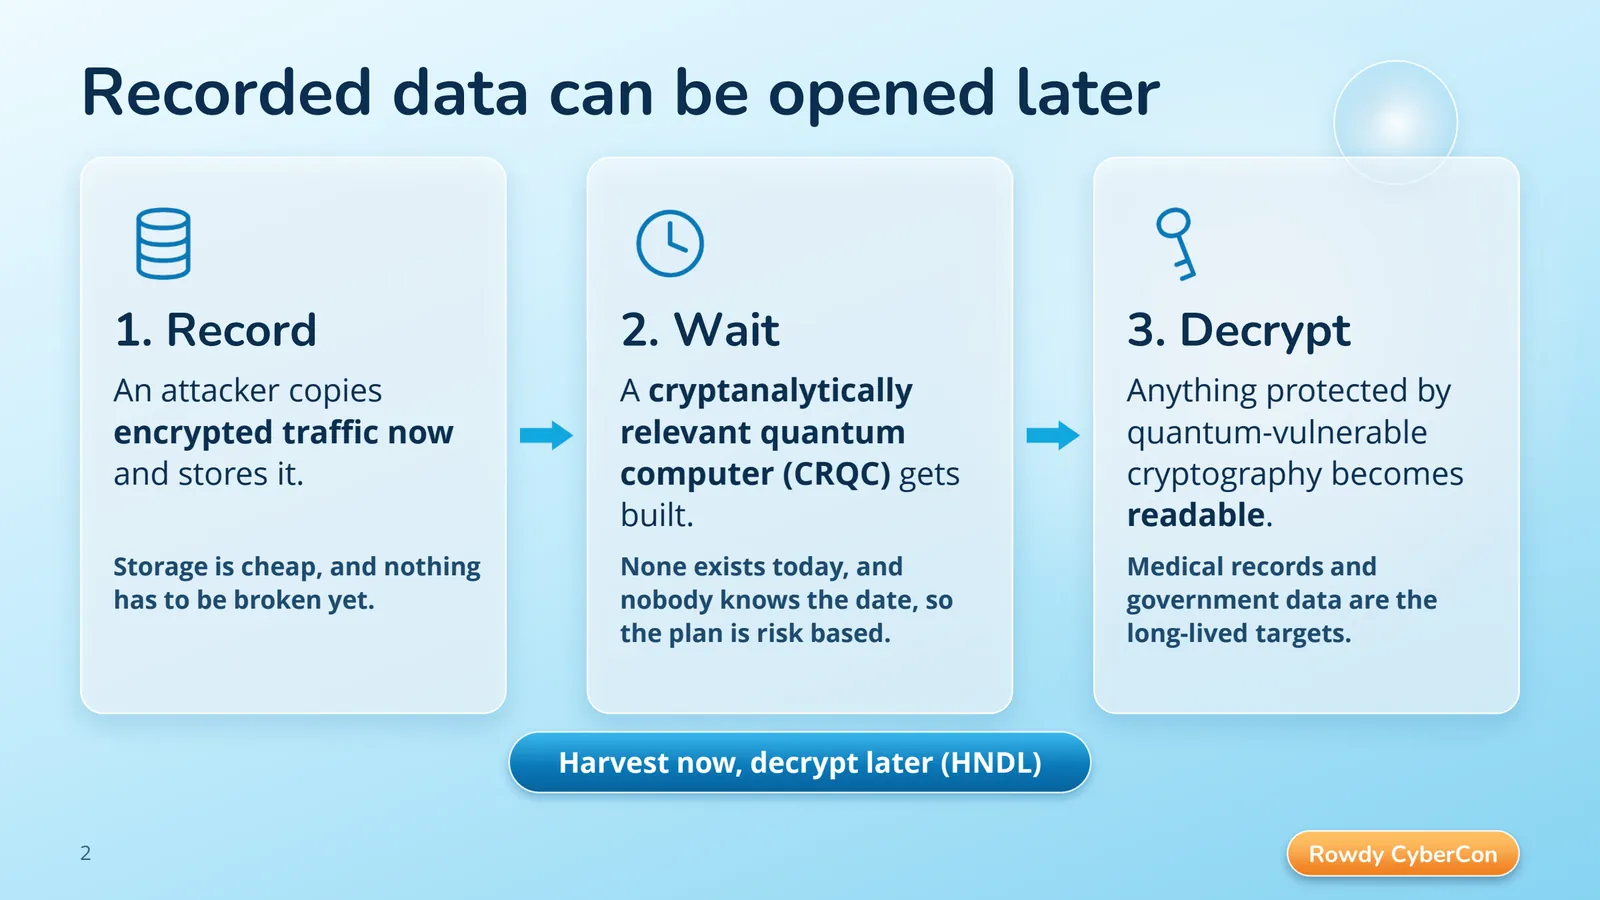 Recorded data can be opened later
1. Record
An attacker copies
encrypted traffic now
and stores it.
Storage is cheap, and nothing
has to be broken yet.
2. Wait
A cryptanalytically
relevant quantum
computer (CRQC) gets
built.
None exists today, and
nobody knows the date, so
the plan is risk based.
3. Decrypt
Anything protected by
quantum-vulnerable
cryptography becomes
readable.
Medical records and
government data are the
long-lived targets.
Harvest now, decrypt later (HNDL)
2
Rowdy CyberCon